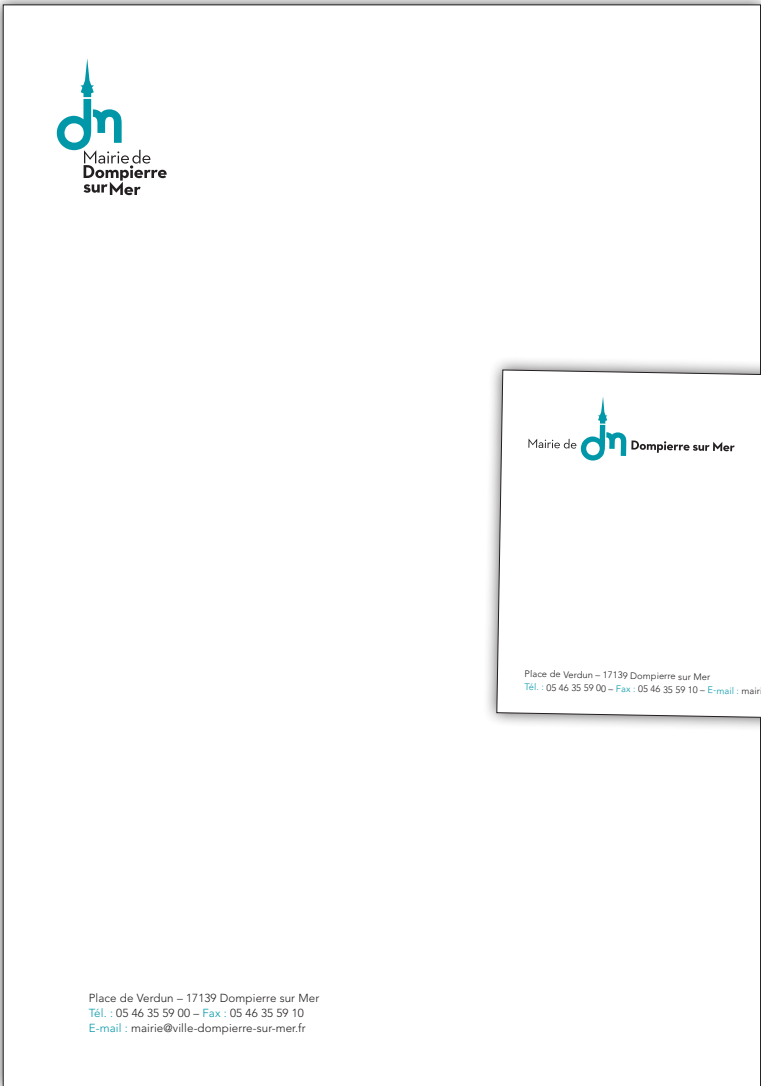 dm
Mairie de
Dompierre
sur Mer
Mairie de dm Dompierre sur Mer
Place de Verdun – 17139 Dompierre sur Mer
Tél. : 05 46 35 59 00 – Fax : 05 46 35 59 10 – E-mail :
Place de Verdun – 17139 Dompierre sur Mer
Tél. : 05 46 35 59 00 – Fax : 05 46 35 59 10
E-mail : mairie@ville-dompierre-sur-mer.fr